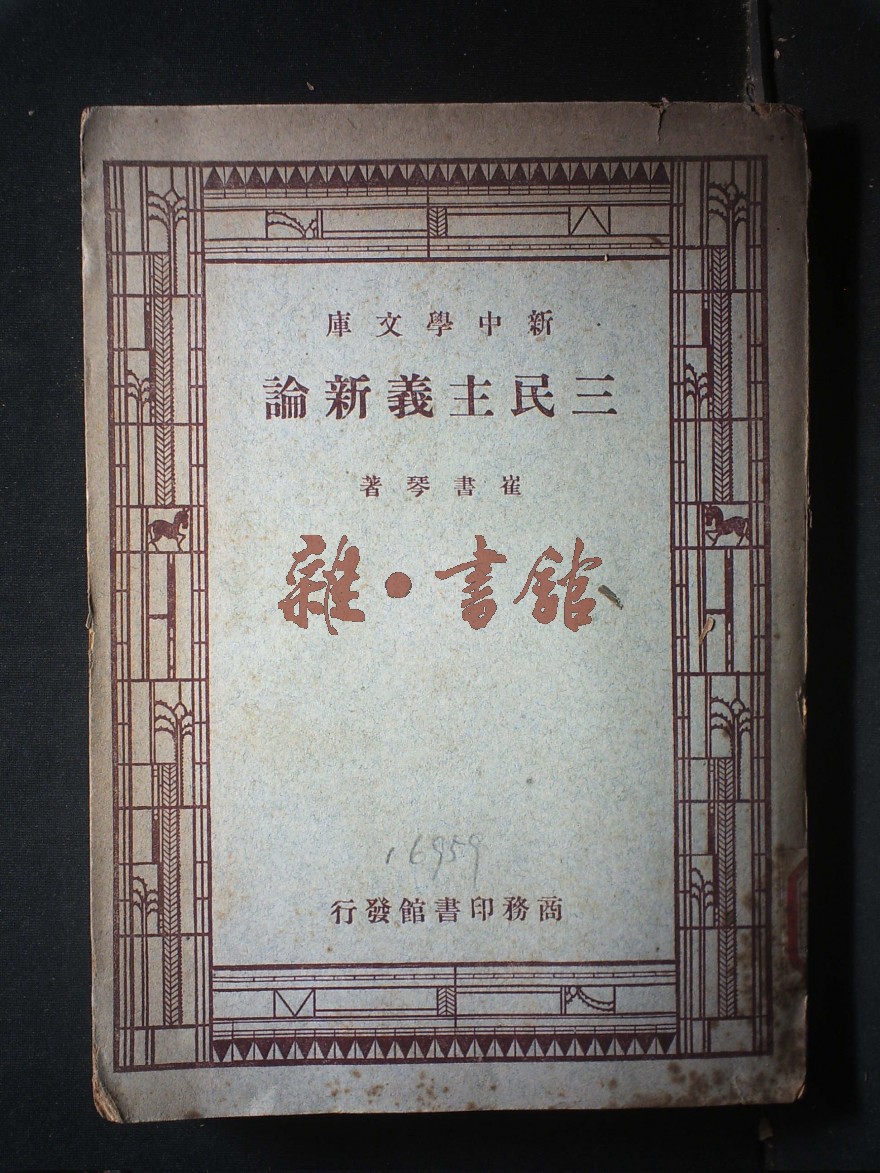 新中學文庫
三民主義新論
崔書琴著
雜·書館
16959
商務印書館發行